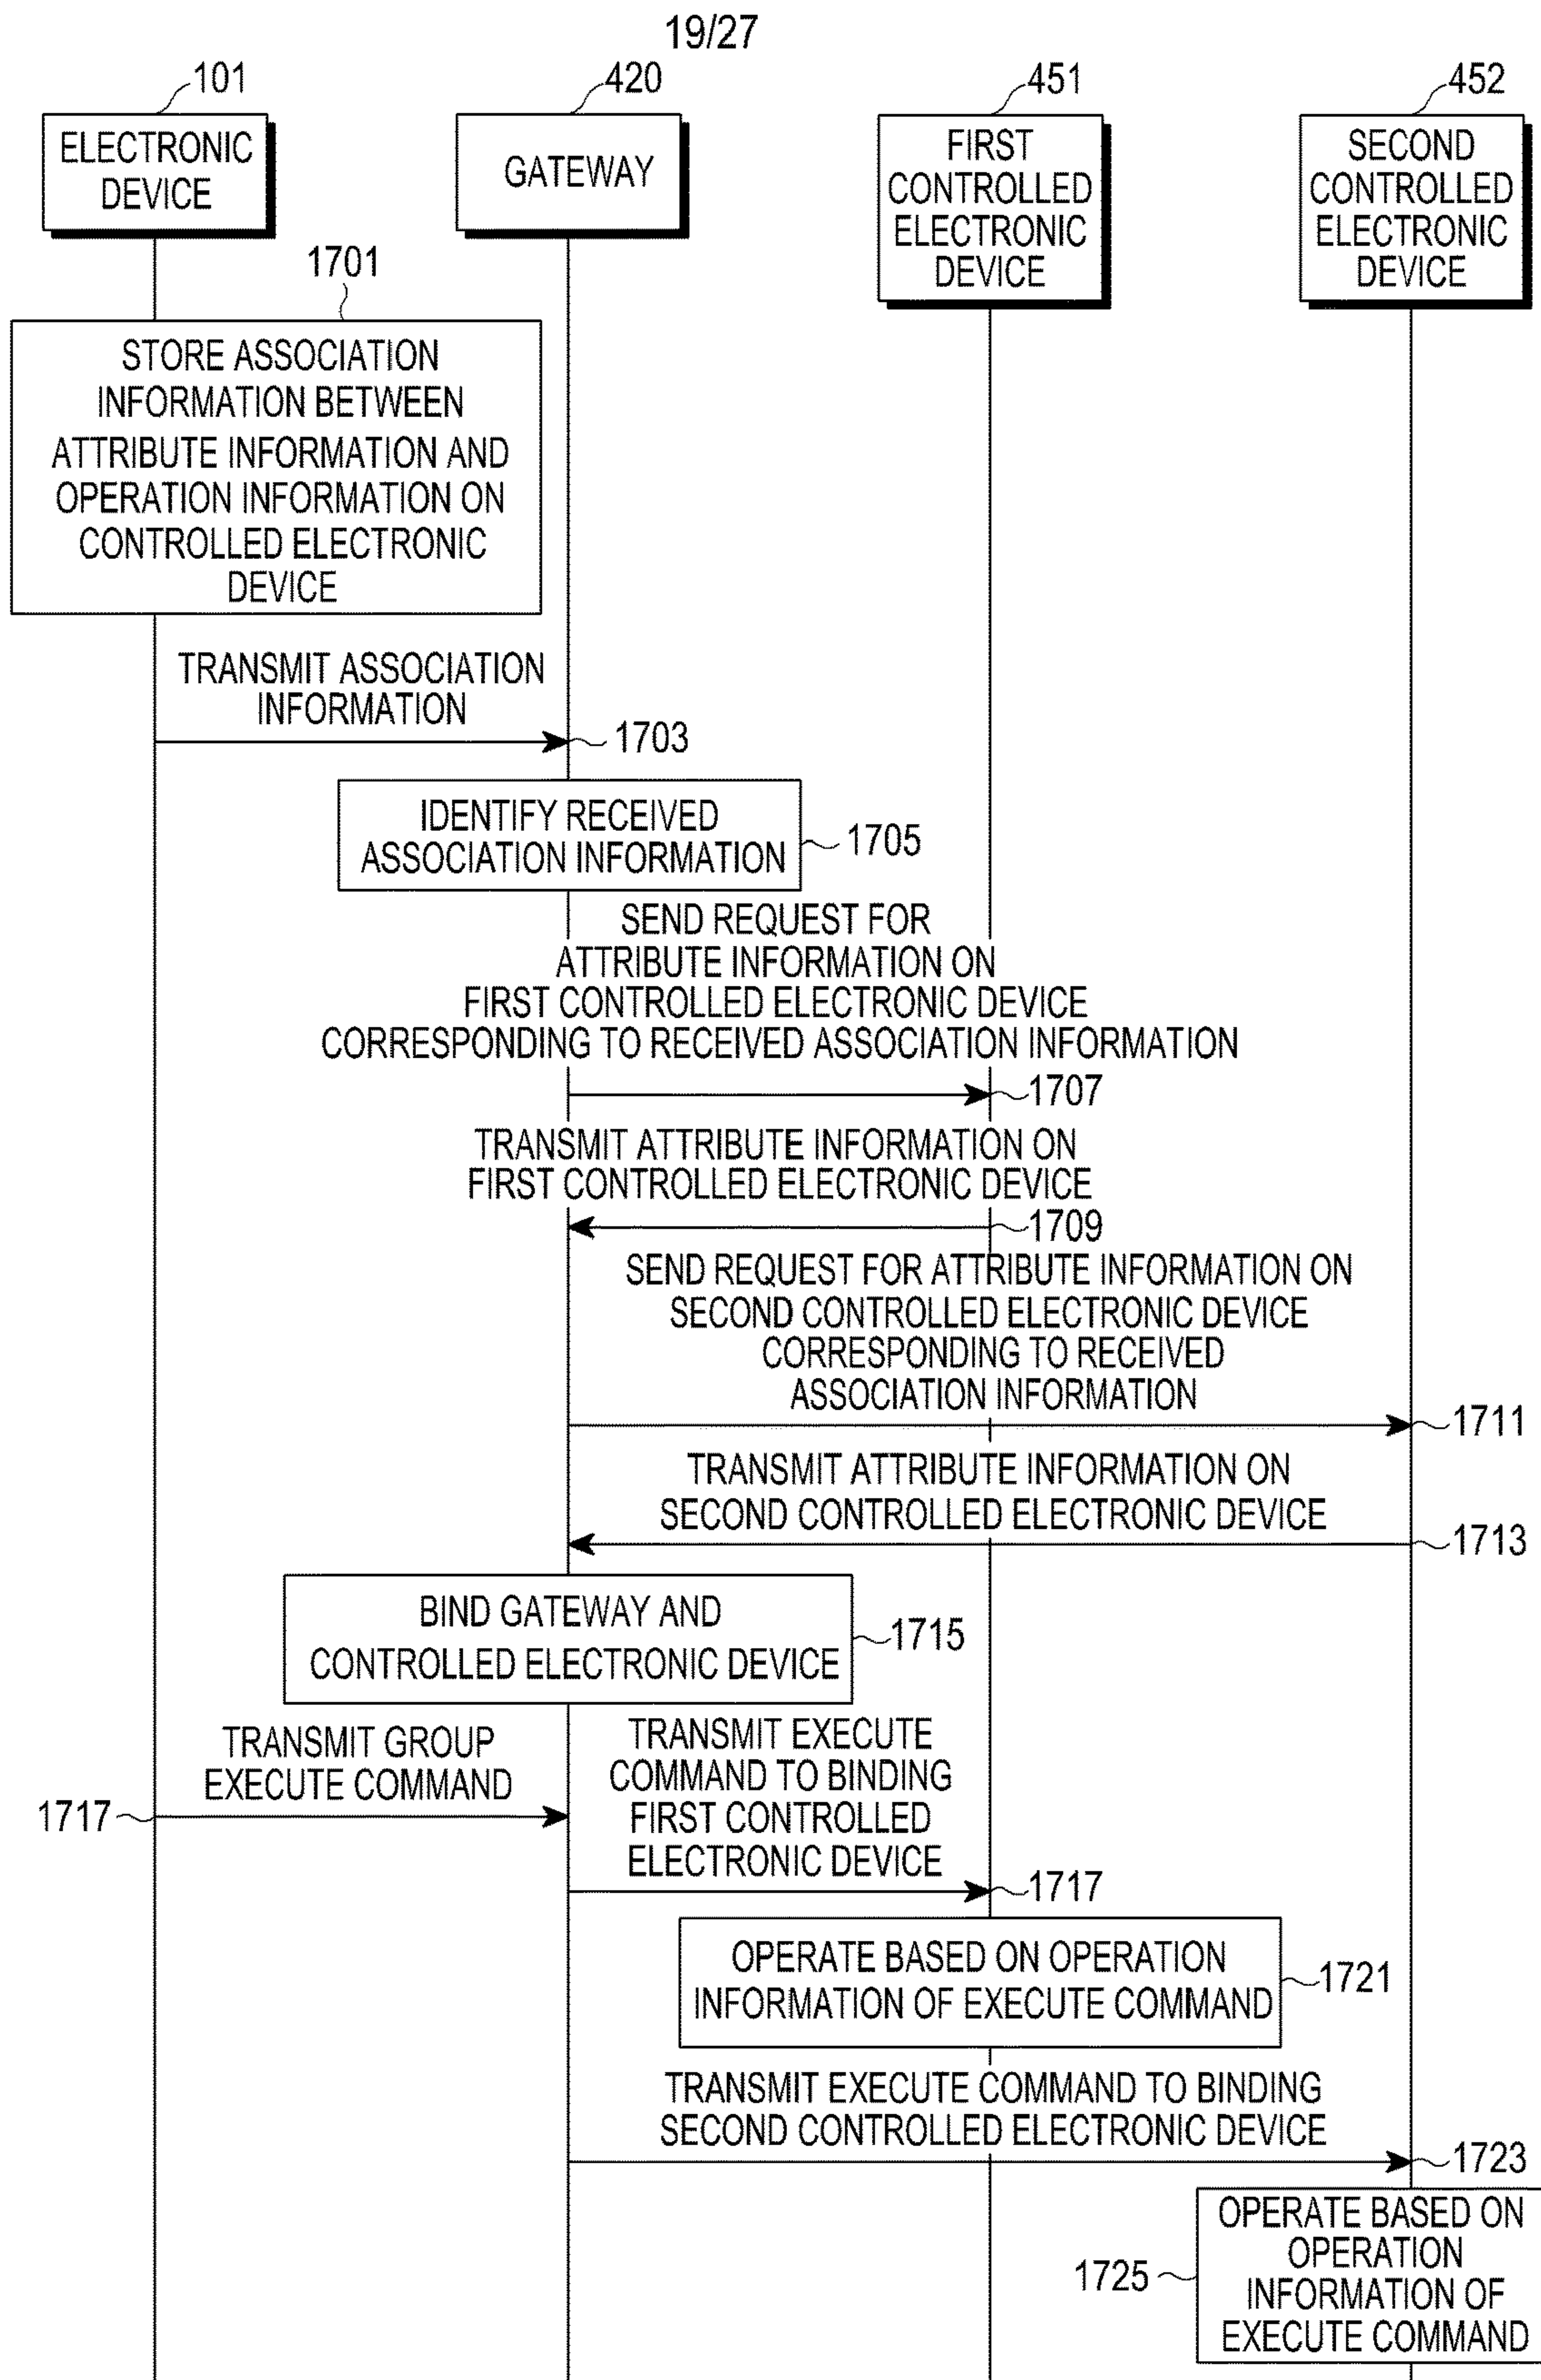 19/27
101
420
451
452
ELECTRONIC
DEVICE
GATEWAY
FIRST
CONTROLLED
ELECTRONIC
DEVICE
SECOND
CONTROLLED
ELECTRONIC
DEVICE
1701
STORE ASSOCIATION
INFORMATION BETWEEN
ATTRIBUTE INFORMATION AND
OPERATION INFORMATION ON
CONTROLLED ELECTRONIC
DEVICE
TRANSMIT ASSOCIATION
INFORMATION
1703
IDENTIFY RECEIVED
ASSOCIATION INFORMATION
1705
SEND REQUEST FOR
ATTRIBUTE INFORMATION ON
FIRST CONTROLLED ELECTRONIC DEVICE
CORRESPONDING TO RECEIVED ASSOCIATION INFORMATION
1707
TRANSMIT ATTRIBUTE INFORMATION ON
FIRST CONTROLLED ELECTRONIC DEVICE
1709
SEND REQUEST FOR ATTRIBUTE INFORMATION ON
SECOND CONTROLLED ELECTRONIC DEVICE
CORRESPONDING TO RECEIVED
ASSOCIATION INFORMATION
1711
TRANSMIT ATTRIBUTE INFORMATION ON
SECOND CONTROLLED ELECTRONIC DEVICE
1713
BIND GATEWAY AND
CONTROLLED ELECTRONIC DEVICE
1715
TRANSMIT GROUP
EXECUTE COMMAND
1717
TRANSMIT EXECUTE
COMMAND TO BINDING
FIRST CONTROLLED
ELECTRONIC DEVICE
1717
OPERATE BASED ON OPERATION
INFORMATION OF EXECUTE COMMAND
1721
TRANSMIT EXECUTE COMMAND TO BINDING
SECOND CONTROLLED ELECTRONIC DEVICE
1723
OPERATE BASED ON
OPERATION
INFORMATION OF
EXECUTE COMMAND
1725